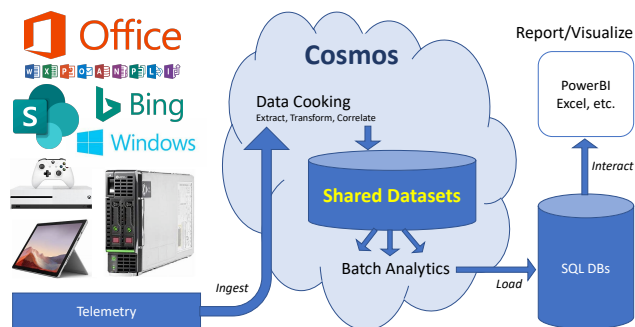 Office
W X P O A N P L I
S
Bing
Windows
Telemetry
Ingest
Cosmos
Data Cooking
Extract, Transform, Correlate
Shared Datasets
Batch Analytics
Load
Report/Visualize
PowerBI
Excel, etc.
Interact
SQL DBs